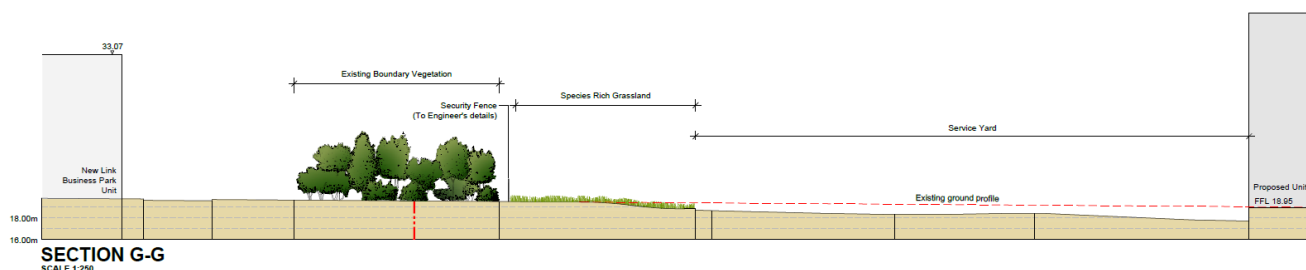 33.07
Existing Boundary Vegetation
Security Fence
(To Engineer's details)
Species Rich Grassland
Service Yard
New Link
Business Park
Unit
Existing ground profile
Proposed Unit
FFL 18.95
18.00m
16.00m
SECTION G-G
SCALE 1:250